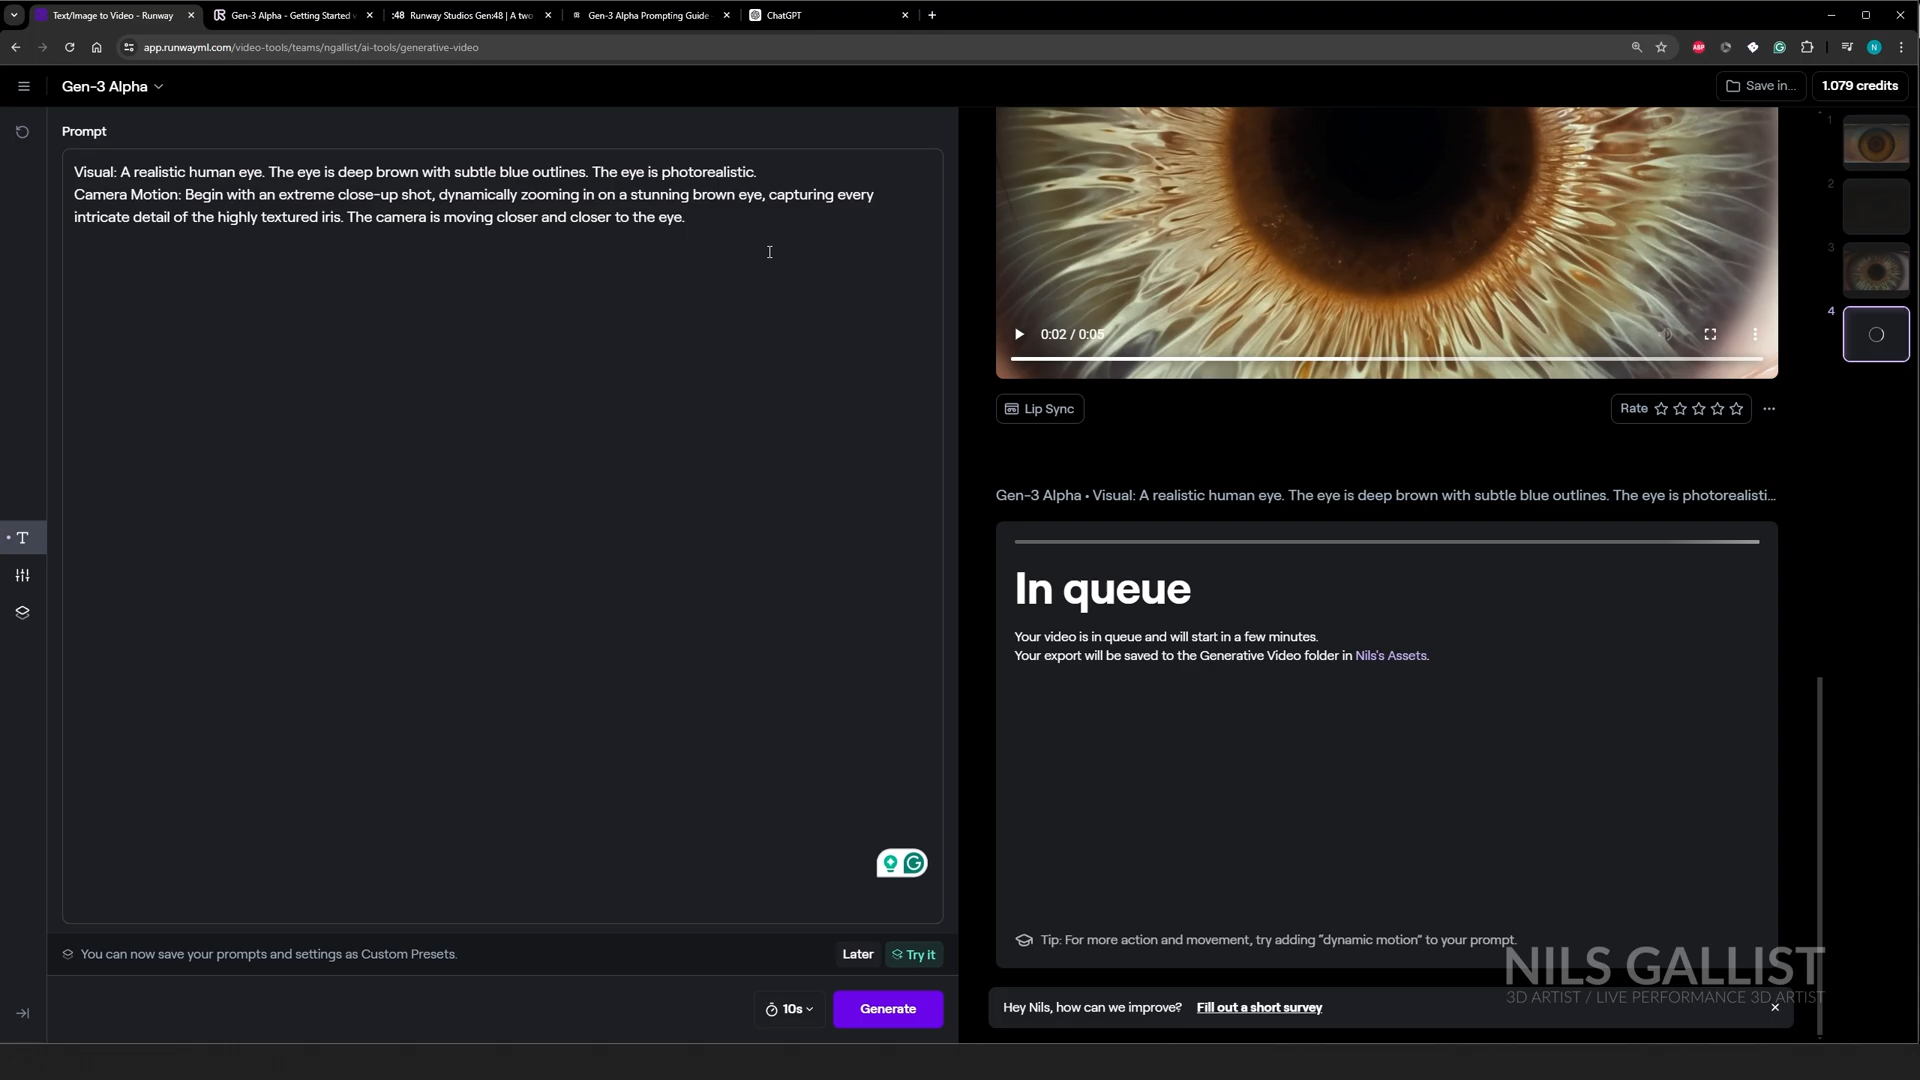 Text/Image to Video - Runway
Gen-3 Alpha - Getting Started v
:48 Runway Studios Gen:48 | A two
Gen-3 Alpha Prompting Guide
ChatGPT
app.runwayml.com/video-tools/teams/ngallist/ai-tools/generative-video
ABP
N
Gen-3 Alpha
Save in...
1.079 credits
Prompt
Visual: A realistic human eye. The eye is deep brown with subtle blue outlines. The eye is photorealistic.
Camera Motion: Begin with an extreme close-up shot, dynamically zooming in on a stunning brown eye, capturing every
intricate detail of the highly textured iris. The camera is moving closer and closer to the eye.
T
You can now save your prompts and settings as Custom Presets.
Later
Try it
10s
Generate
0:02 / 0:05
Lip Sync
Rate
Gen-3 Alpha • Visual: A realistic human eye. The eye is deep brown with subtle blue outlines. The eye is photorealisti...
In queue
Your video is in queue and will start in a few minutes.
Your export will be saved to the Generative Video folder in Nils's Assets.
Tip: For more action and movement, try adding “dynamic motion” to your prompt.
Hey Nils, how can we improve? Fill out a short survey
1
2
3
4
NILS GALLIST
3D ARTIST / LIVE PERFORMANCE 3D ARTIST